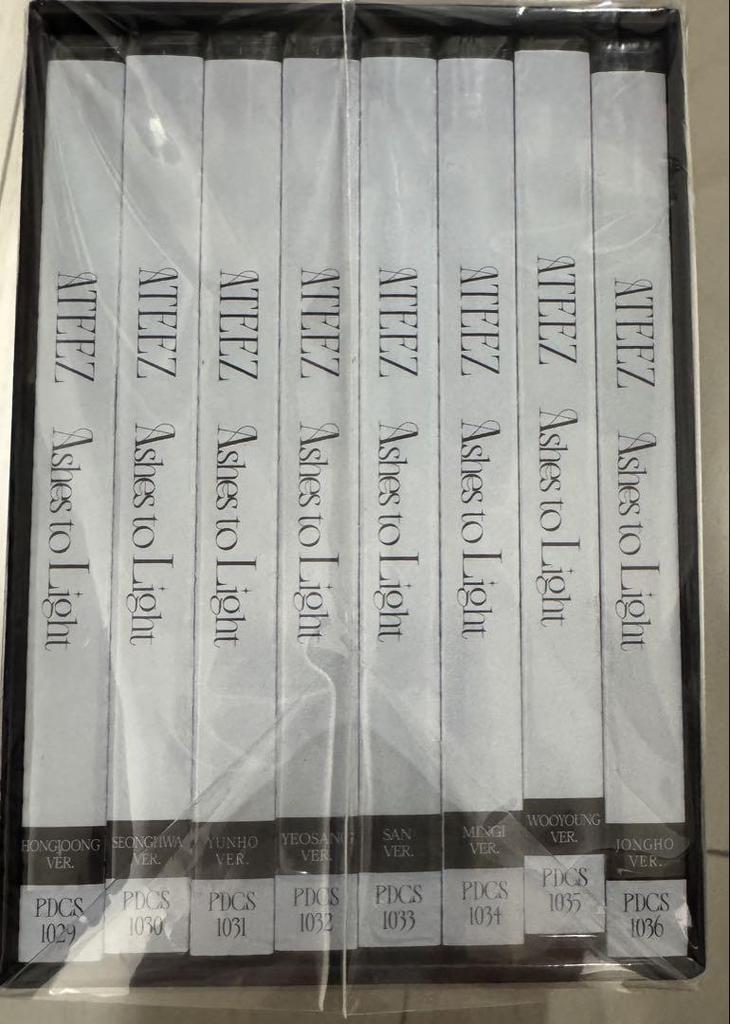 ATEEZ Ashes to Light
HONGJOONG
VER.
PDCS
1029
ATEEZ Ashes to Light
SEONGHWA
VER.
PDCS
1030
ATEEZ Ashes to Light
YUNHO
VER.
PDCS
1031
ATEEZ Ashes to Light
YEOSANG
VER.
PDCS
1032
ATEEZ Ashes to Light
SAN
VER.
PDCS
1033
ATEEZ Ashes to Light
MINGI
VER.
PDCS
1034
ATEEZ Ashes to Light
WOOYOUNG
VER.
PDCS
1035
ATEEZ Ashes to Light
JONGHO
VER.
PDCS
1036